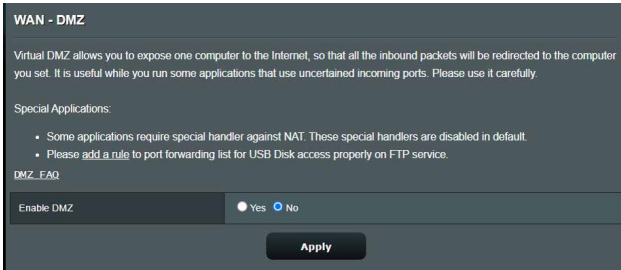 WAN - DMZ
Virtual DMZ allows you to expose one computer to the Internet, so that all the inbound packets will be redirected to the computer
you set. It is useful while you run some applications that use uncertained incoming ports. Please use it carefully.
Special Applications:
• Some applications require special handler against NAT. These special handlers are disabled in default.
• Please add a rule to port forwarding list for USB Disk access properly on FTP service.
DMZ FAQ
Enable DMZ Yes No
Apply